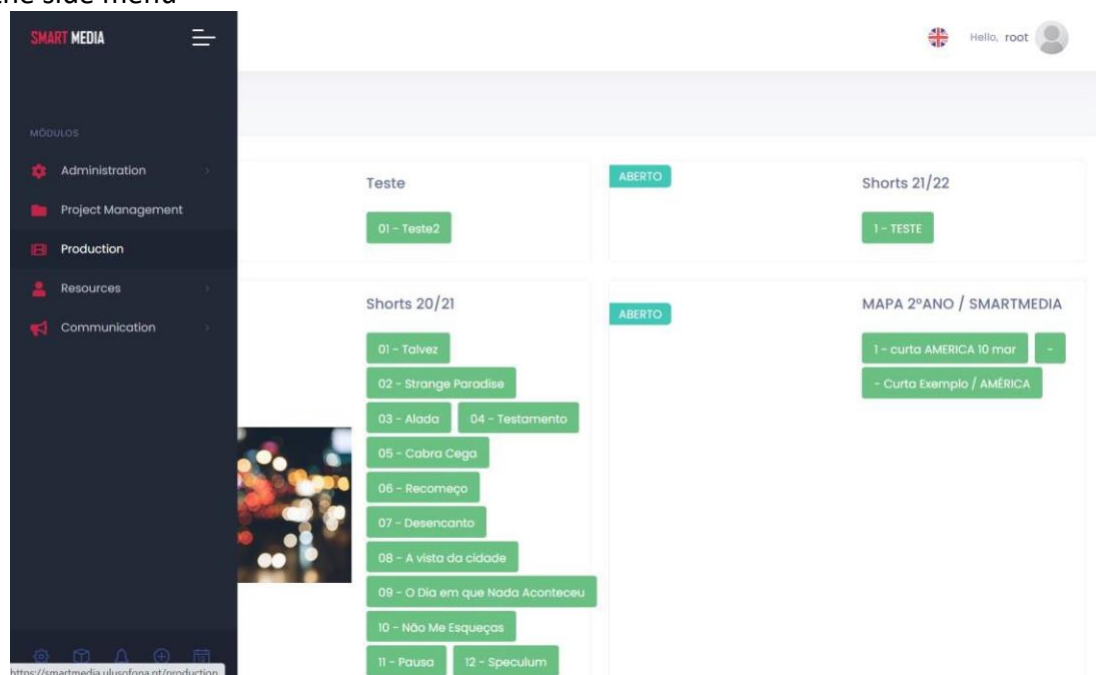 the side menu
SMART MEDIA
Hello, root
MÓDULOS
Administration
Project Management
Production
Resources
Communication
Teste
01 - Teste2
ABERTO
Shorts 21/22
1 - TESTE
Shorts 20/21
01 - Talvez
02 - Strange Paradise
03 - Alada 04 - Testamento
05 - Cabra Cega
06 - Recomeço
07 - Desencanto
08 - A vista da cidade
09 - O Dia em que Nada Aconteceu
10 - Não Me Esqueças
11 - Pausa 12 - Speculum
ABERTO
MAPA 2ºANO / SMARTMEDIA
1 - curta AMERICA 10 mar -
- Curta Exemplo / AMÉRICA
https://smartmedia.ulusofona.pt/production